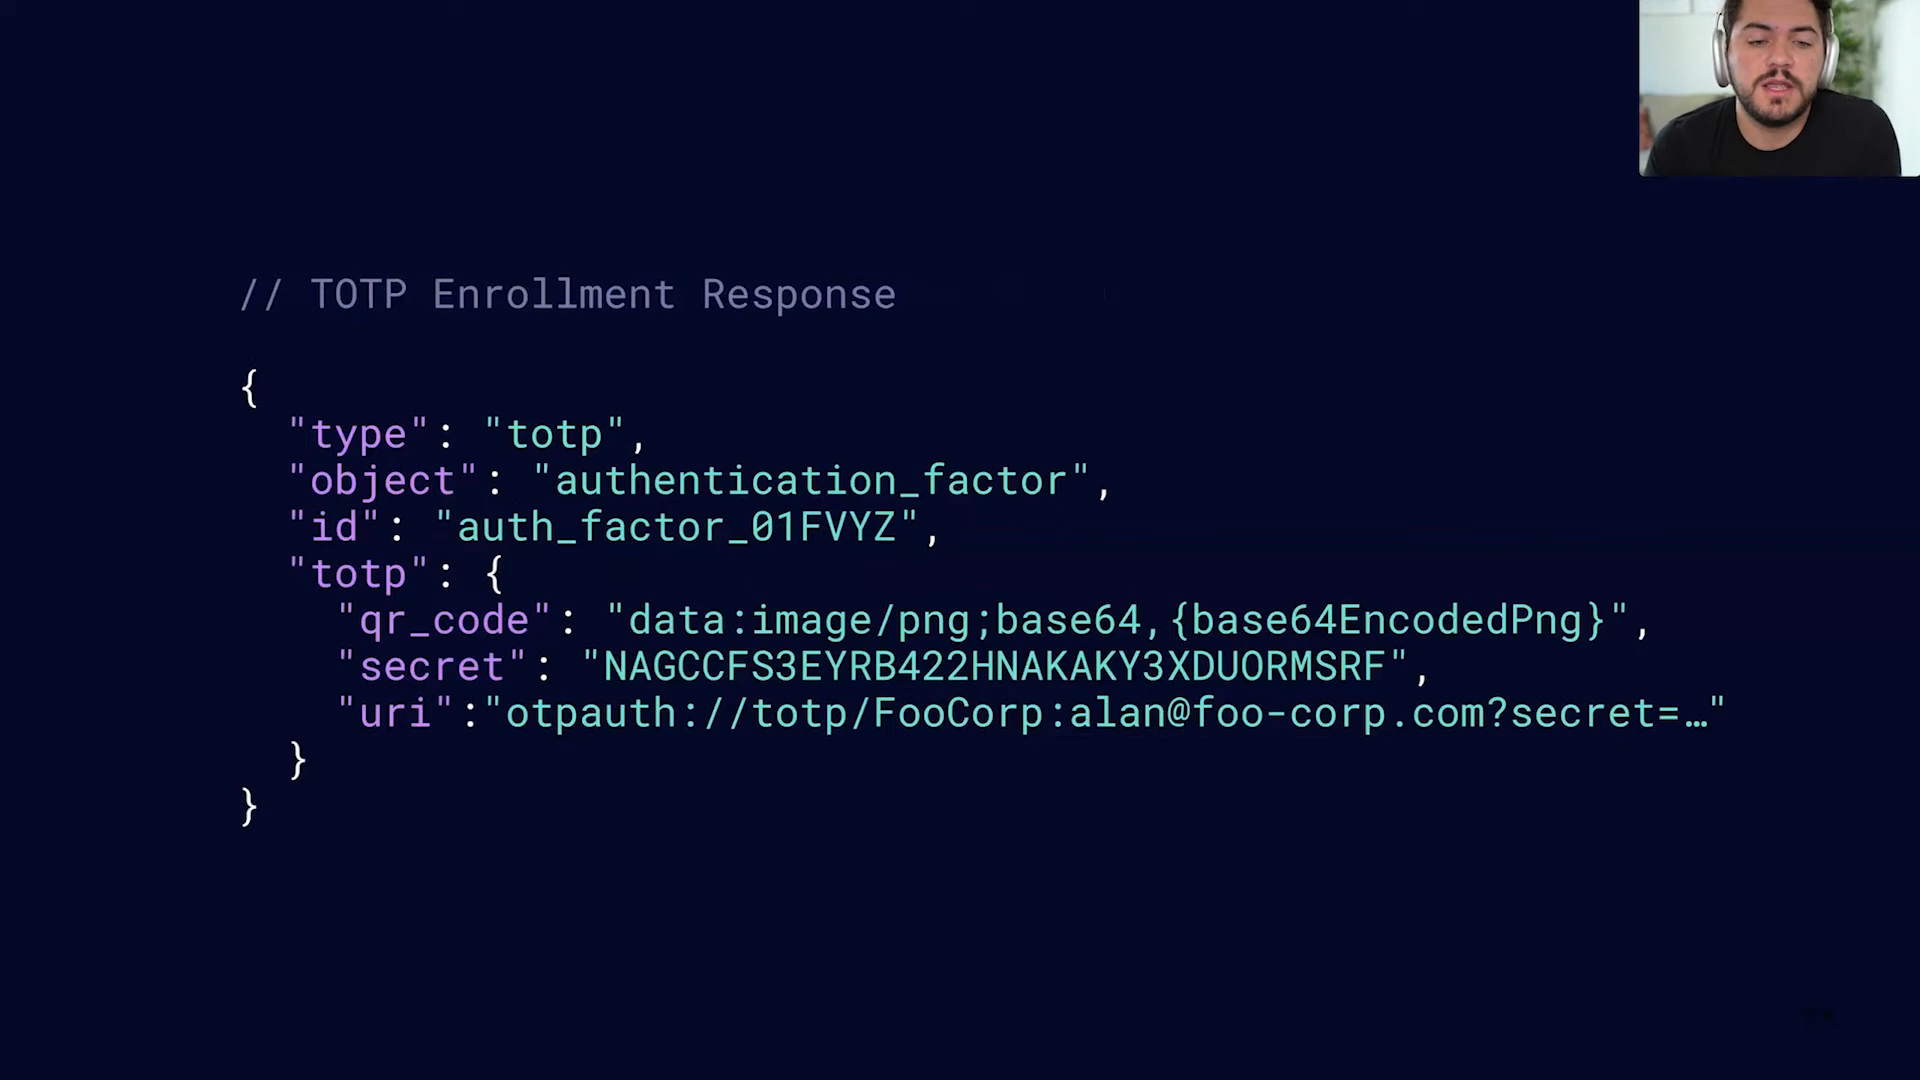 // TOTP Enrollment Response
{
"type": "totp",
"object": "authentication_factor",
"id": "auth_factor_01FVYZ",
"totp": {
"qr_code": "data:image/png;base64,{base64EncodedPng}",
"secret": "NAGCCFS3EYRB422HNAKAKY3XDUORMSRF",
"uri":"otpauth://totp/FooCorp:alan@foo-corp.com?secret=…"
}
}